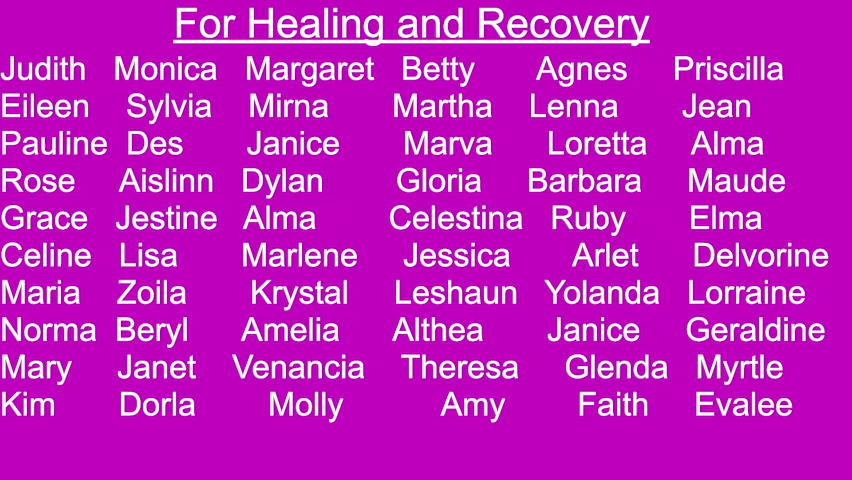 For Healing and Recovery
Judith Monica Margaret Betty Agnes Priscilla
Eileen Sylvia Mirna Martha Lenna Jean
Pauline Des Janice Marva Loretta Alma
Rose Aislinn Dylan Gloria Barbara Maude
Grace Jestine Alma Celestina Ruby Elma
Celine Lisa Marlene Jessica Arlet Delvorine
Maria Zoila Krystal Leshaun Yolanda Lorraine
Norma Beryl Amelia Althea Janice Geraldine
Mary Janet Venancia Theresa Glenda Myrtle
Kim Dorla Molly Amy Faith Evalee